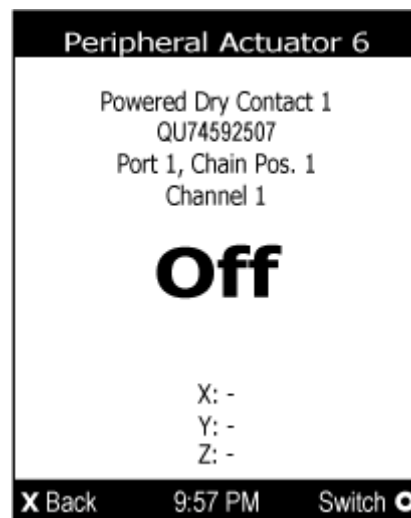 Peripheral Actuator 6
Powered Dry Contact 1
QU74592507
Port 1, Chain Pos. 1
Channel 1
Off
X: -
Y: -
Z: -
X Back 9:57 PM Switch O